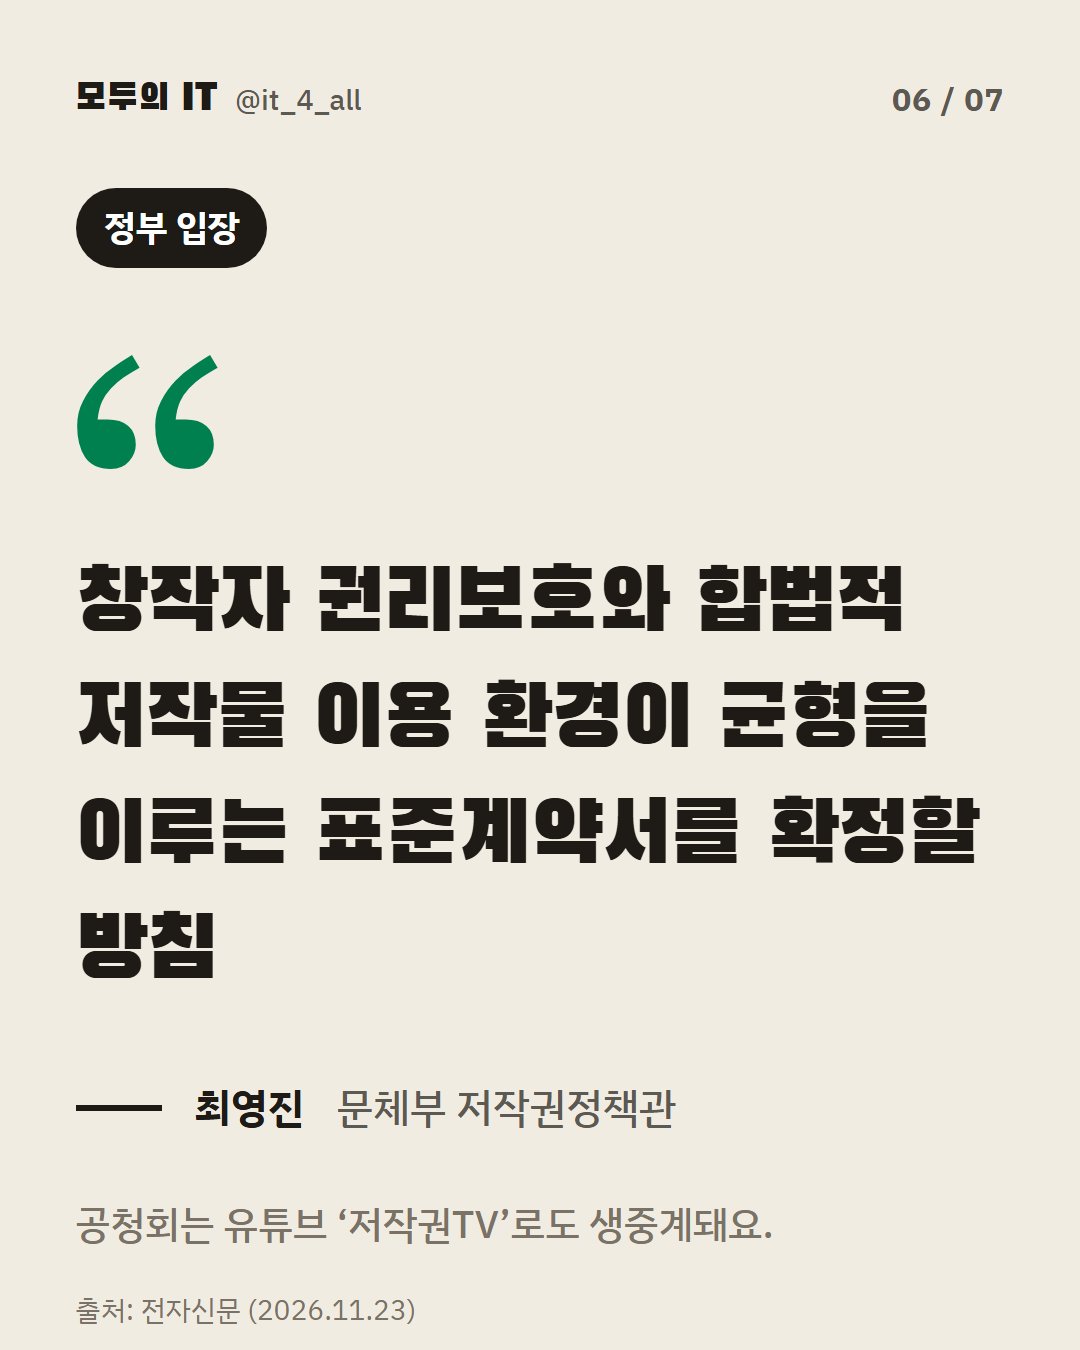 모두의 IT @it_4_all 06 / 07
정부 입장
“
창작자 권리보호와 합법적
저작물 이용 환경이 균형을
이루는 표준계약서를 확정할
방침
최영진 문체부 저작권정책관
공청회는 유튜브 ‘저작권TV’로도 생중계돼요.
출처: 전자신문 (2026.11.23)